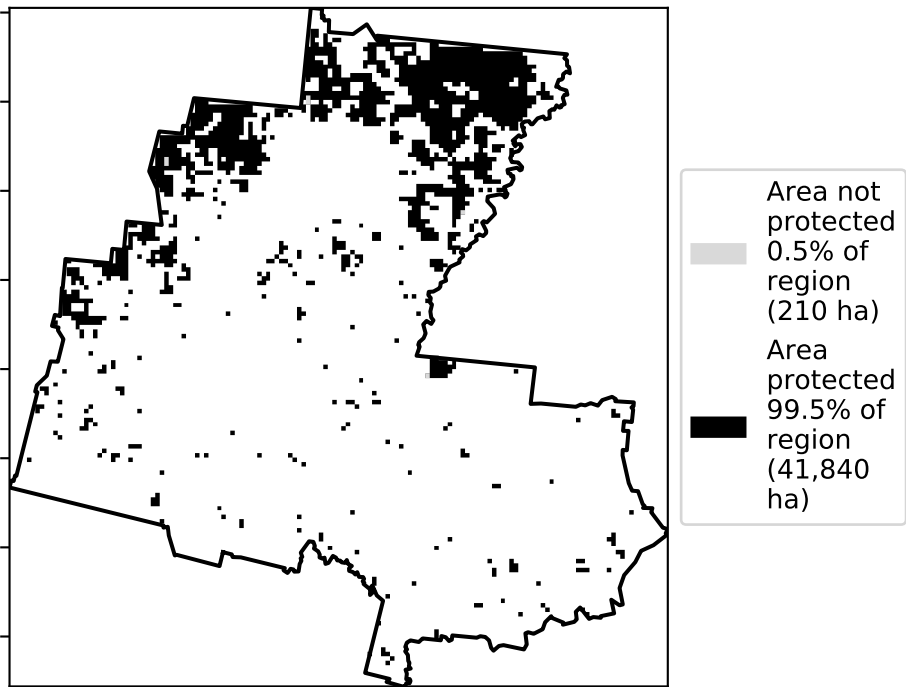 Area not
protected
0.5% of
region
(210 ha)
Area
protected
99.5% of
region
(41,840
ha)